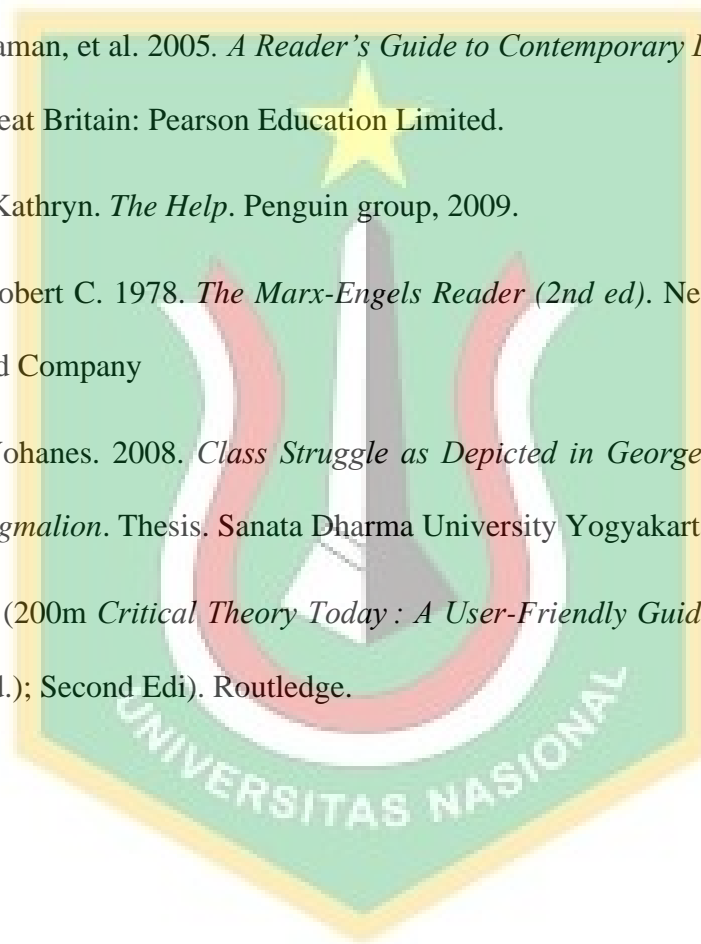 aman, et al. 2005. A Reader’s Guide to Contemporary L
eat Britain: Pearson Education Limited.
Kathryn. The Help. Penguin group, 2009.
obert C. 1978. The Marx-Engels Reader (2nd ed). Ne
d Company
Yohanes. 2008. Class Struggle as Depicted in George
gmalion. Thesis. Sanata Dharma University Yogyakart
(200m Critical Theory Today : A User-Friendly Guid
d.); Second Edi). Routledge.
UNIVERSITAS NASIONAL